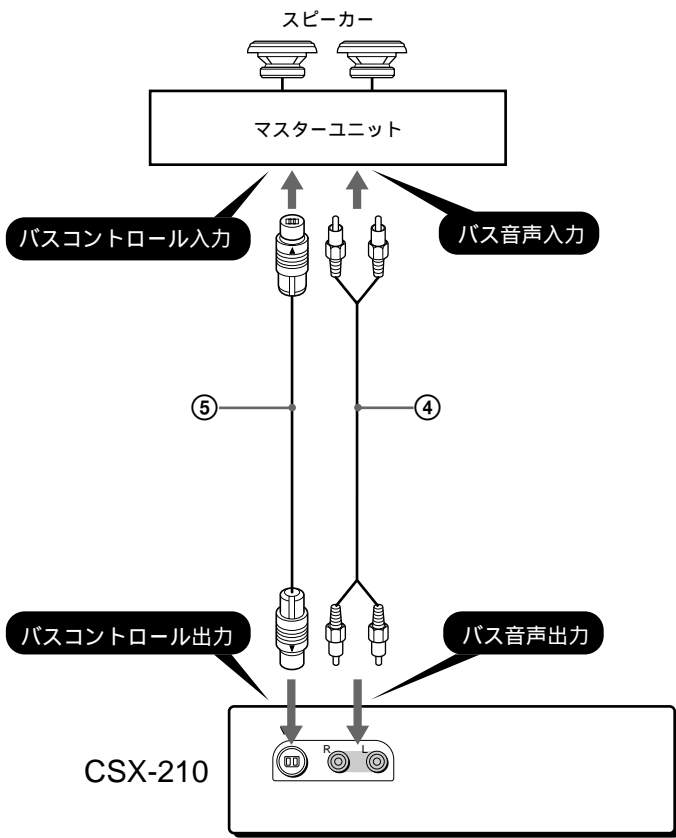 スピーカー
マスターユニット
バスコントロール入力
バス音声入力
⑤
④
バスコントロール出力
バス音声出力
R L
CSX-210